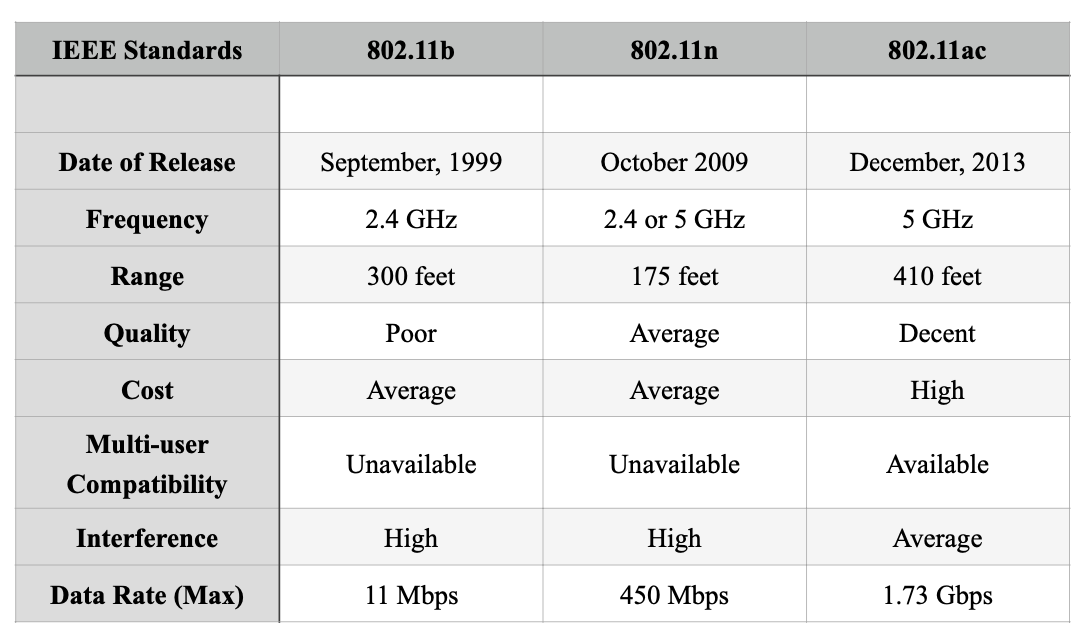 IEEE Standards 802.11b 802.11n 802.11ac
Date of Release September, 1999 October 2009 December, 2013
Frequency 2.4 GHz 2.4 or 5 GHz 5 GHz
Range 300 feet 175 feet 410 feet
Quality Poor Average Decent
Cost Average Average High
Multi-user
Compatibility Unavailable Unavailable Available
Interference High High Average
Data Rate (Max) 11 Mbps 450 Mbps 1.73 Gbps